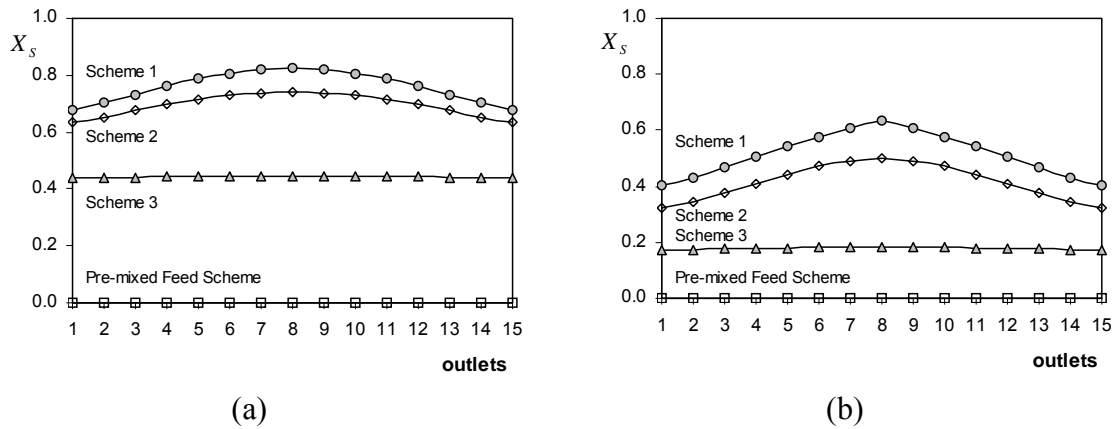 1.0
X_S
0.8
0.6
0.4
0.2
0.0
Scheme 1
Scheme 2
Scheme 3
Pre-mixed Feed Scheme
1 2 3 4 5 6 7 8 9 10 11 12 13 14 15
outlets
(a)
1.0
X_S
0.8
0.6
0.4
0.2
0.0
Scheme 1
Scheme 2
Scheme 3
Pre-mixed Feed Scheme
1 2 3 4 5 6 7 8 9 10 11 12 13 14 15
outlets
(b)